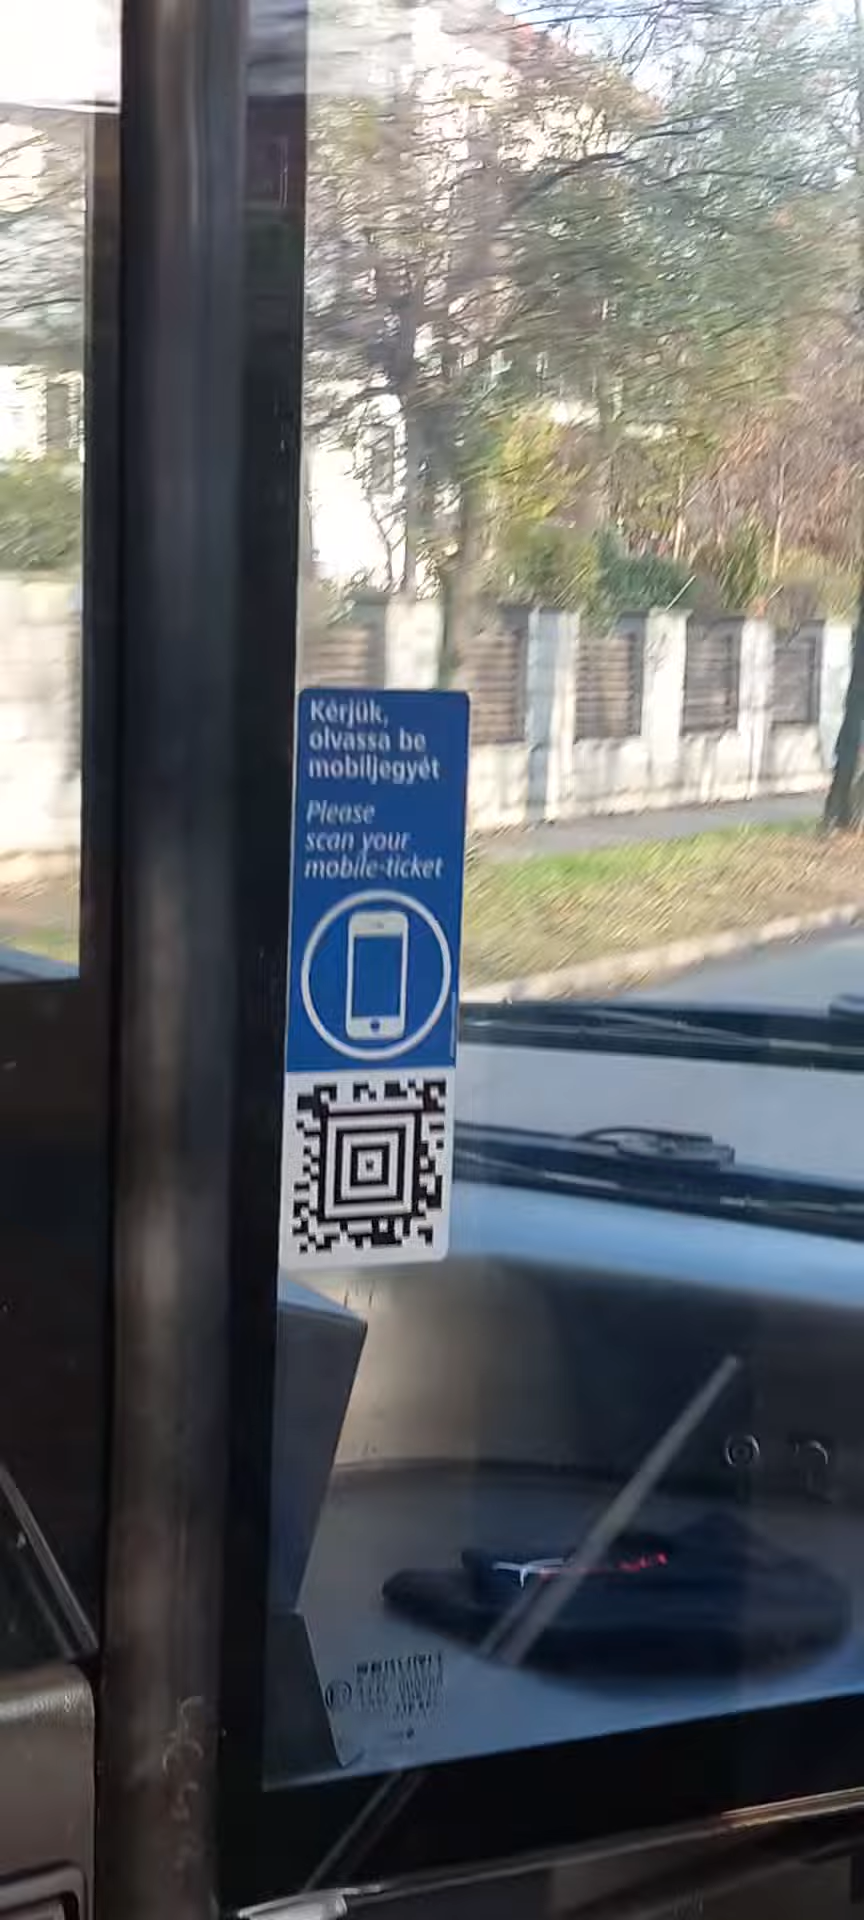 Kérjük,
olvassa be
mobiljegyét
Please
scan your
mobile-ticket